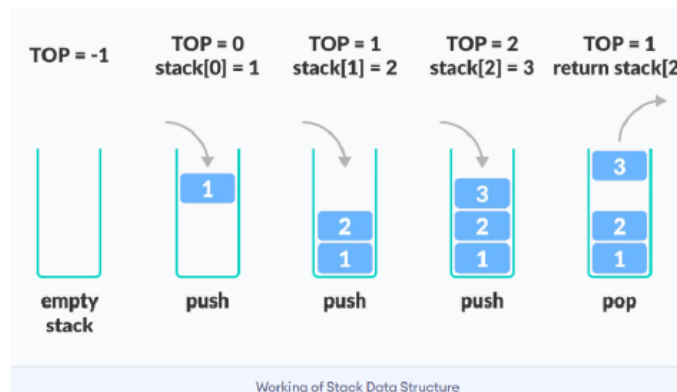 TOP = -1
TOP = 0
stack[0] = 1
TOP = 1
stack[1] = 2
TOP = 2
stack[2] = 3
TOP = 1
return stack[2
1
2
1
3
2
1
3
2
1
empty
stack
push
push
push
pop
Working of Stack Data Structure